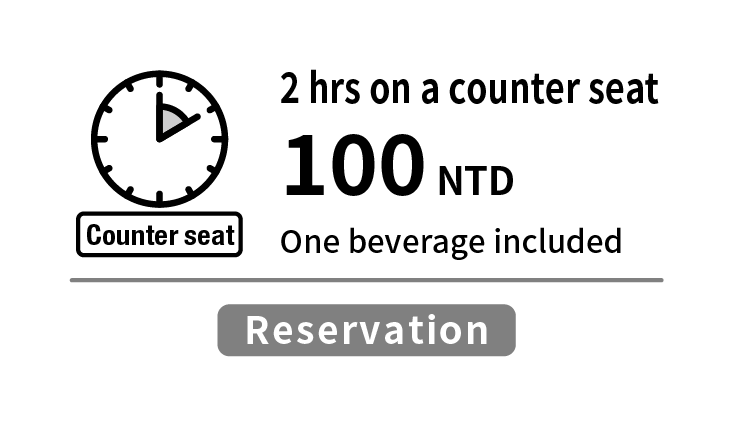 2 hrs on a counter seat
100 NTD
Counter seat
One beverage included
Reservation